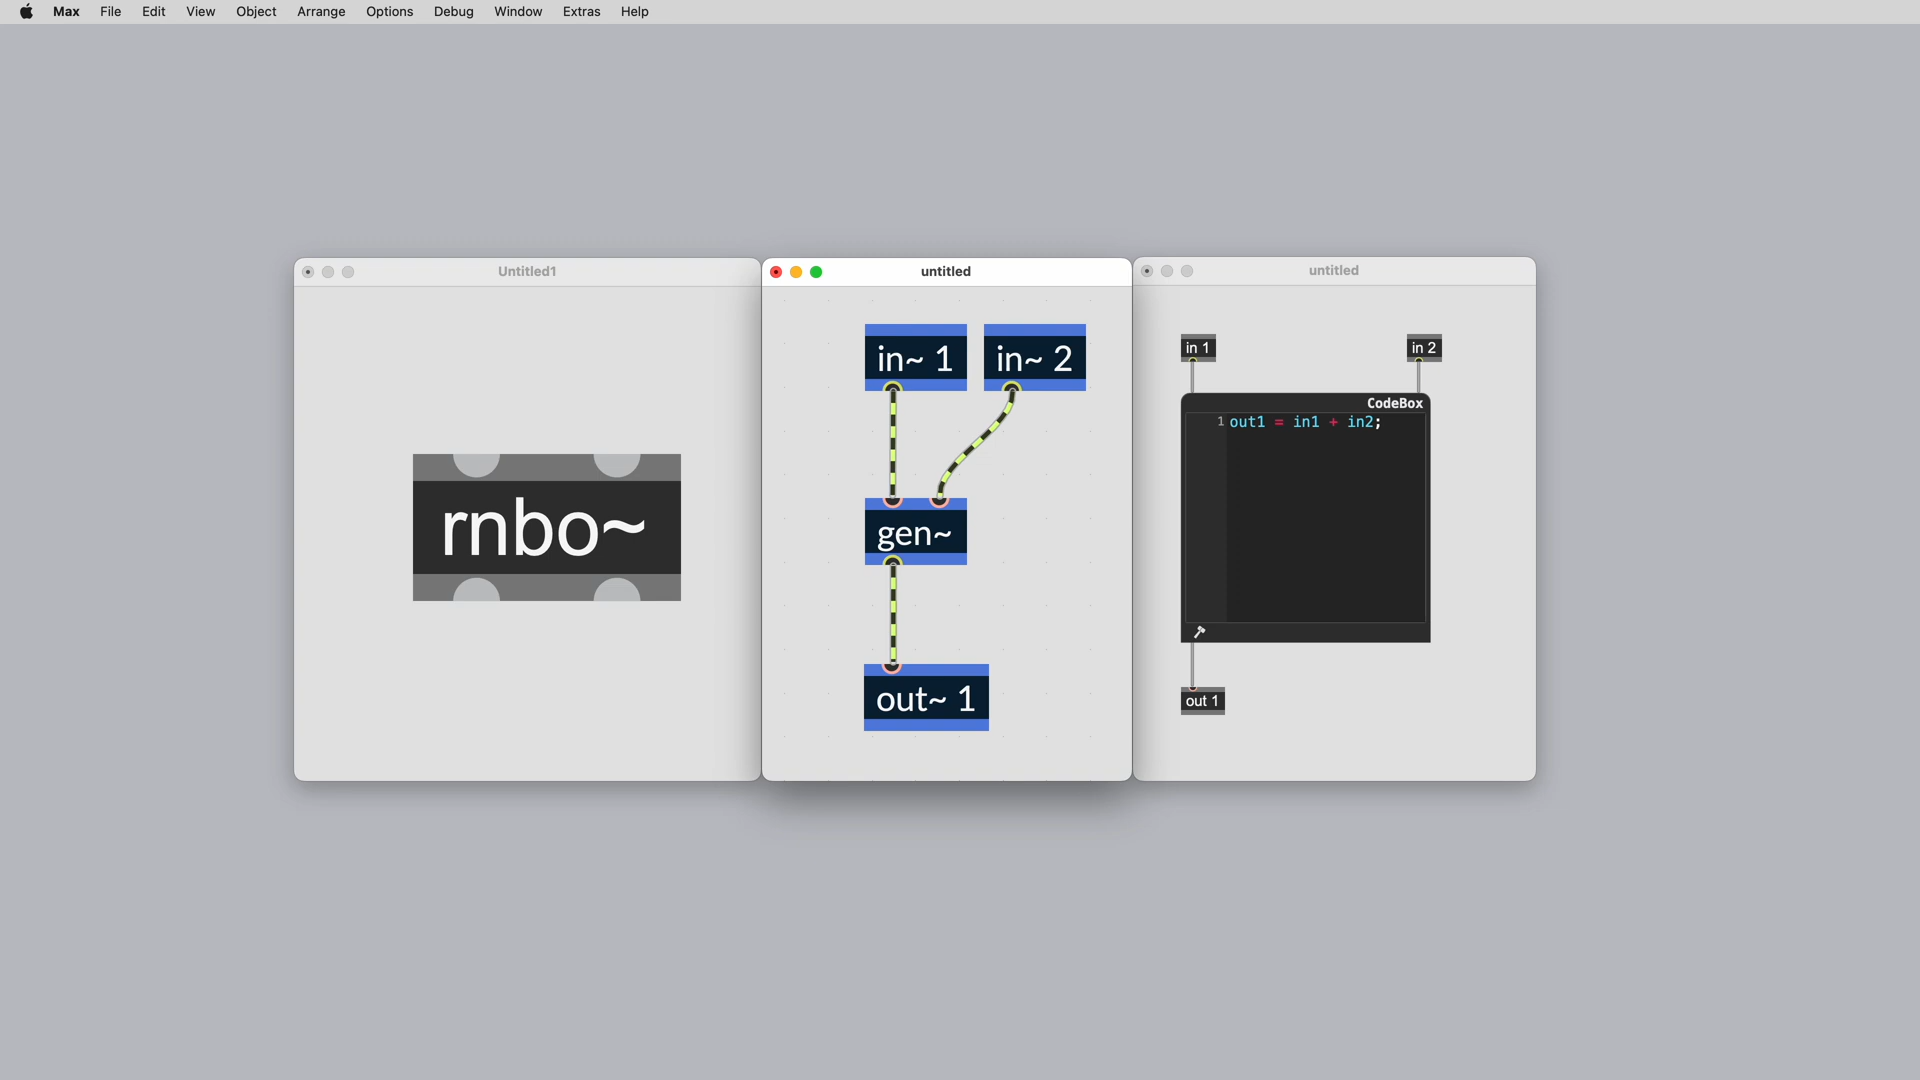 Max File Edit View Object Arrange Options Debug Window Extras Help
Untitled1
rnbo~
untitled
in~ 1
in~ 2
gen~
out~ 1
untitled
in 1
in 2
CodeBox
1 out1 = in1 + in2;
out 1